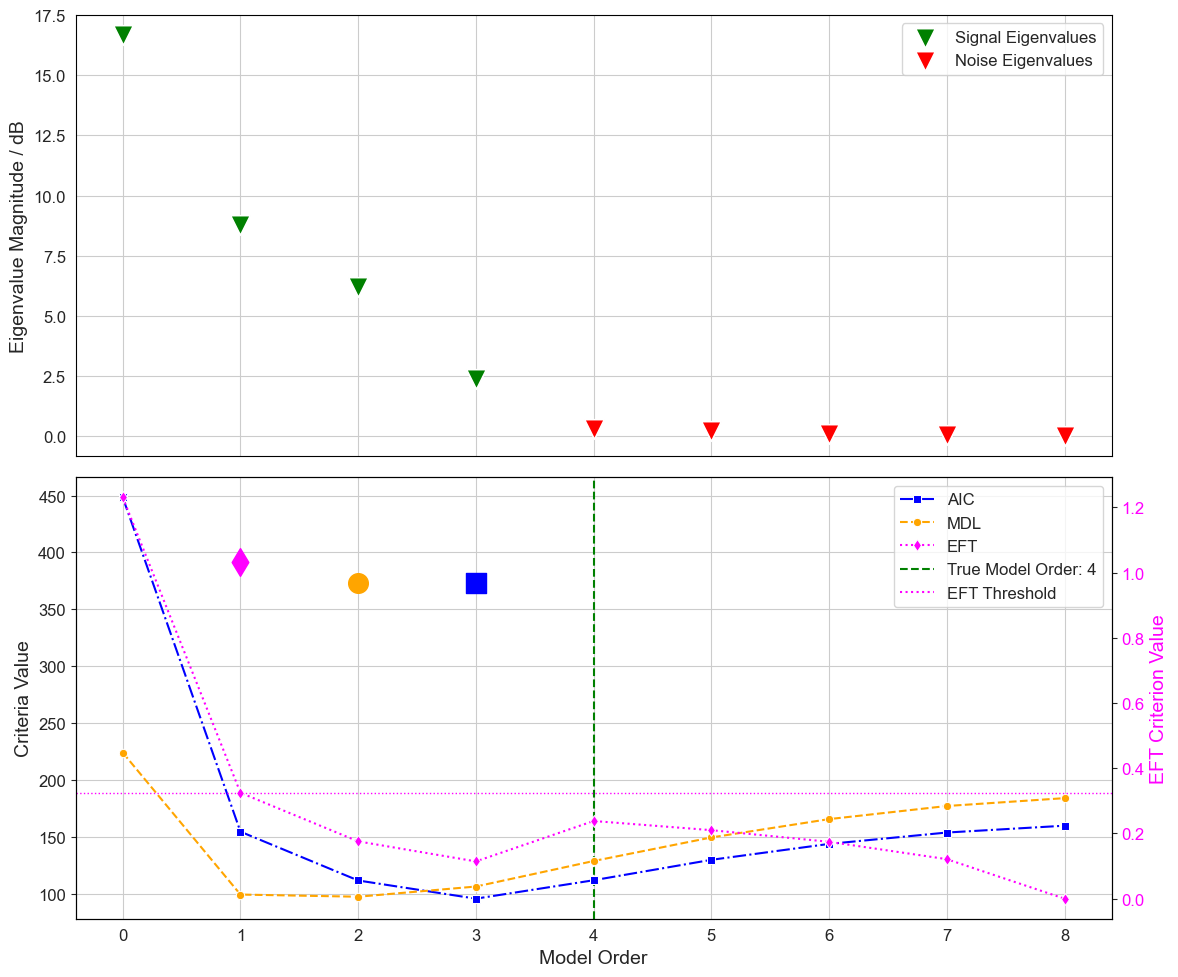 17.5
15.0
12.5
10.0
7.5
5.0
2.5
0.0
Eigenvalue Magnitude / dB
Signal Eigenvalues
Noise Eigenvalues
450
400
350
300
250
200
150
100
Criteria Value
AIC
MDL
EFT
True Model Order: 4
EFT Threshold
1.2
1.0
0.8
0.6
0.4
0.2
0.0
EFT Criterion Value
0 1 2 3 4 5 6 7 8
Model Order